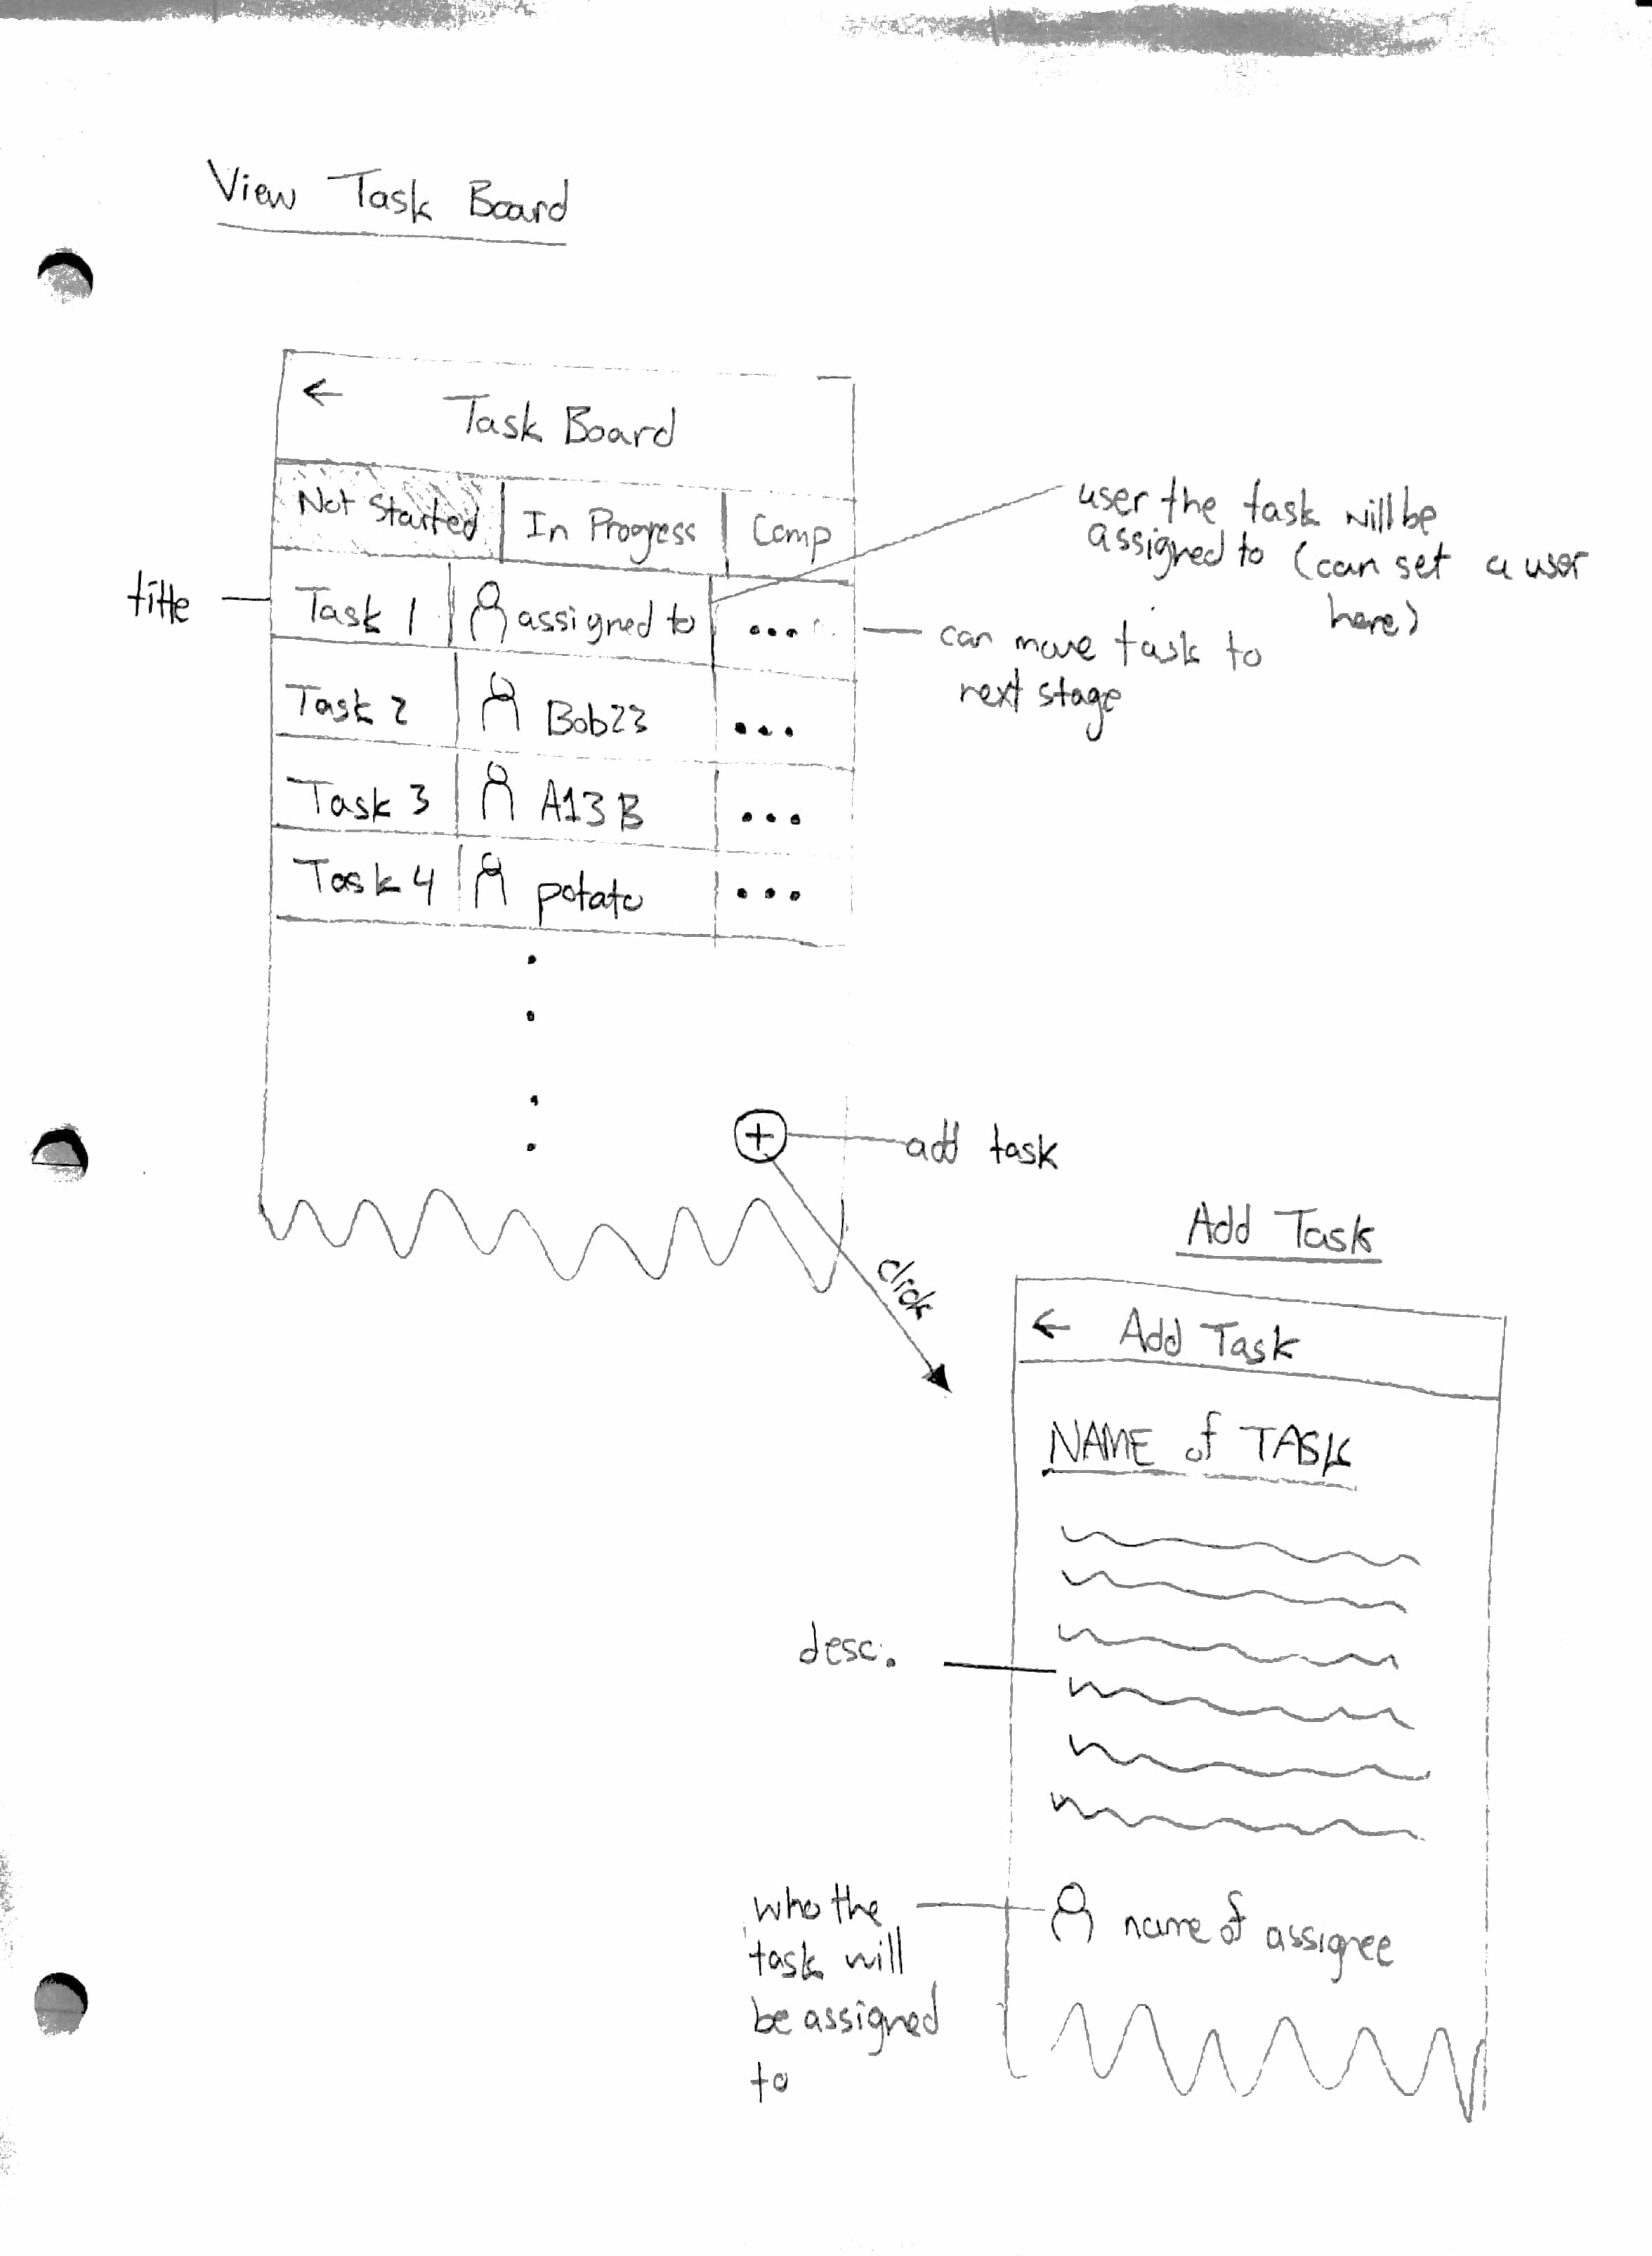 View Task Board
← Task Board
Not Started | In Progress | Comp
title
Task 1 | assigned to | ...
user the task will be
assigned to (can set a user
here)
can move task to
next stage
Task 2 | Bob23 | ...
Task 3 | A13B | ...
Task 4 | potato | ...
+
add task
click
Add Task
← Add Task
NAME of TASK
desc.
who the
task will
be assigned
to
name of assignee